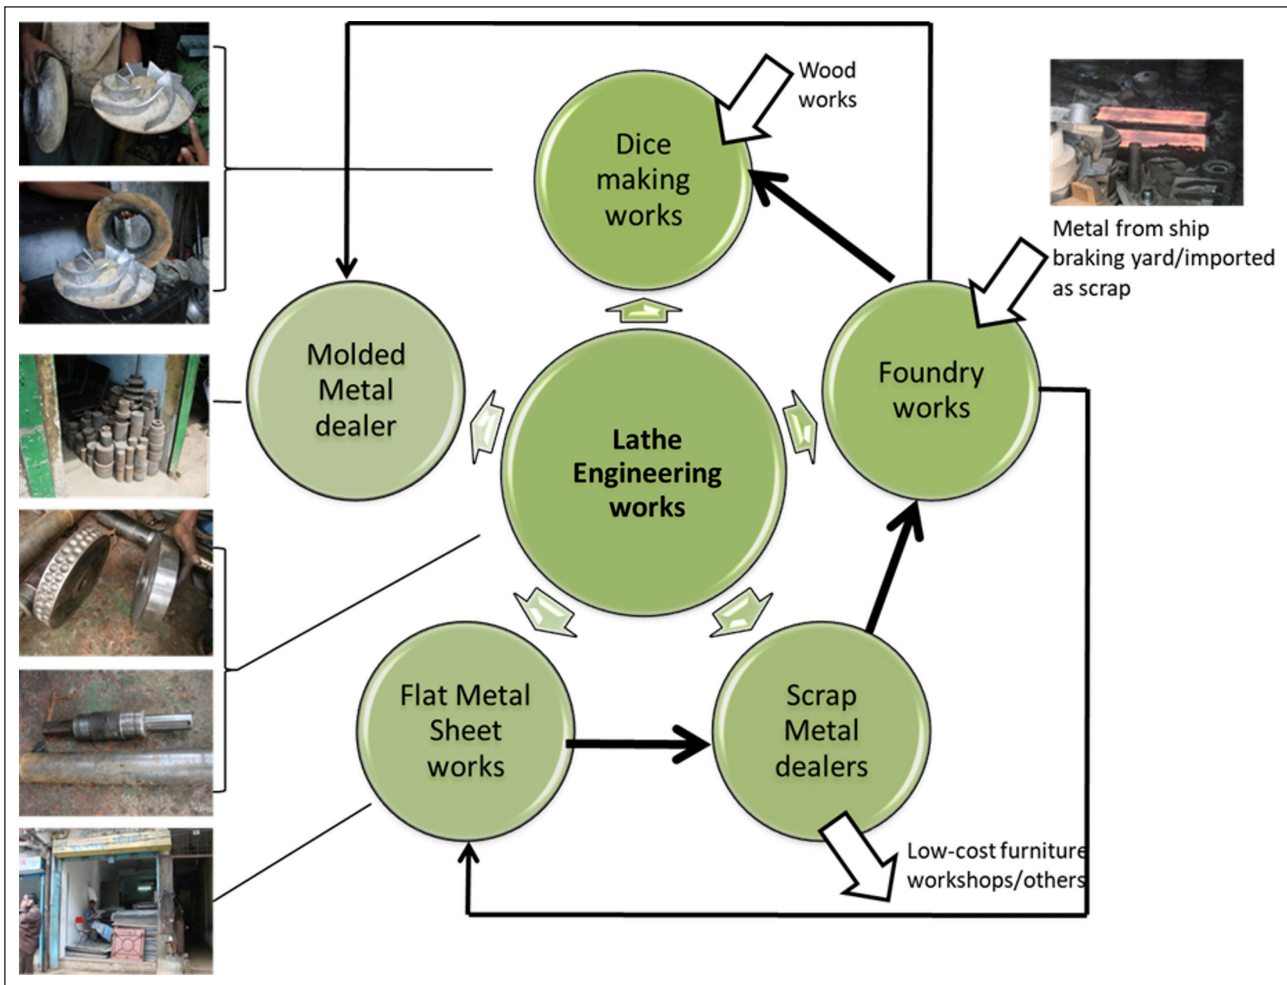 Wood
works
Dice
making
works
Metal from ship
braking yard/imported
as scrap
Molded
Metal
dealer
Foundry
works
Lathe
Engineering
works
Flat Metal
Sheet
works
Scrap
Metal
dealers
Low-cost furniture
workshops/others